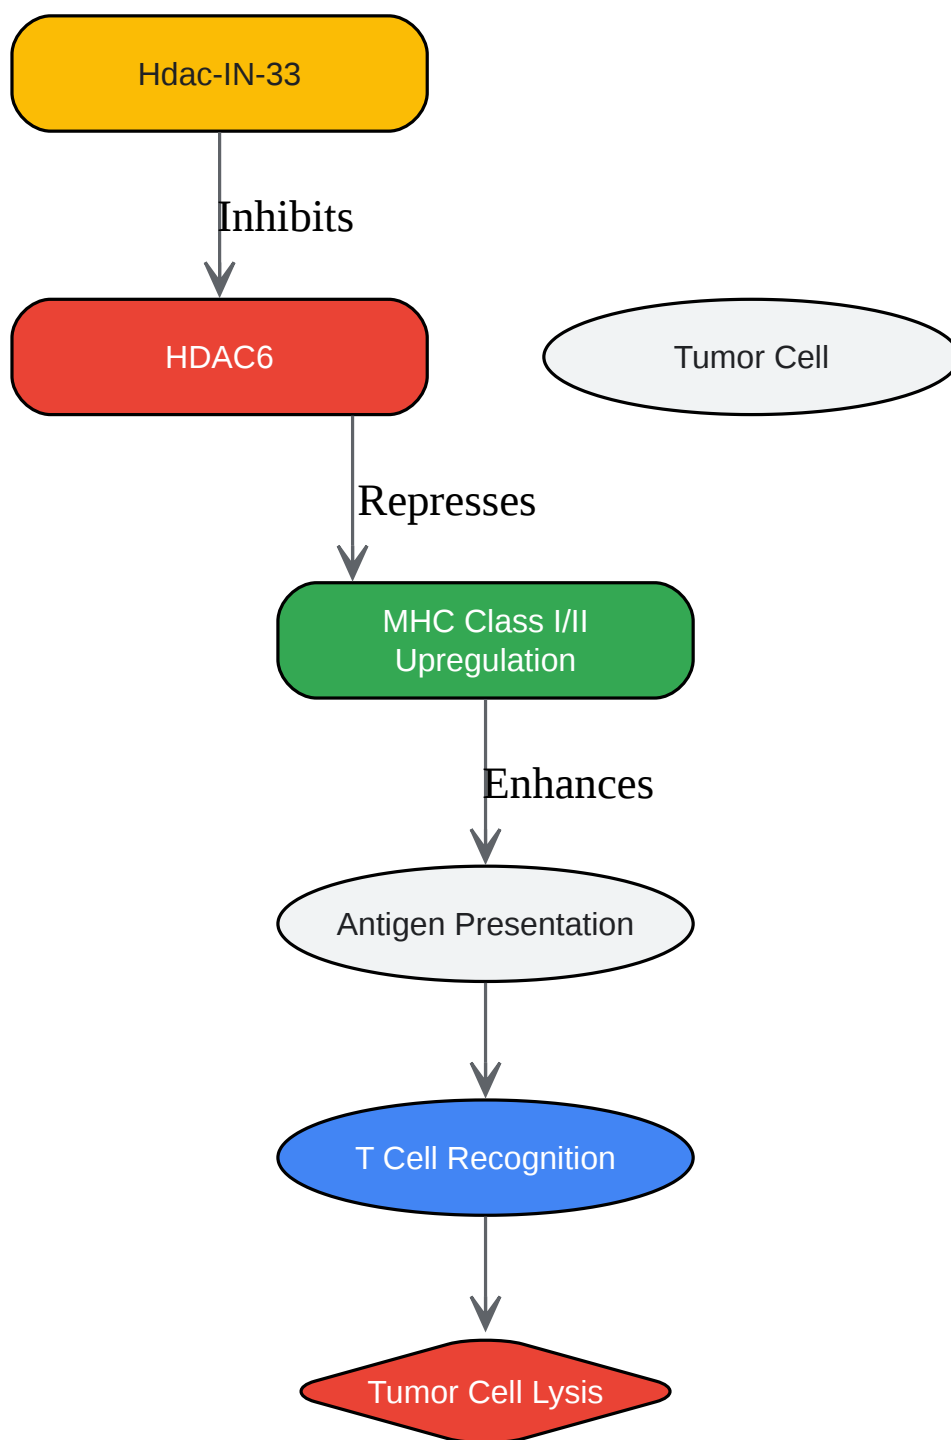 Hdac-IN-33
Inhibits
HDAC6
Tumor Cell
Represses
MHC Class I/II
Upregulation
Enhances
Antigen Presentation
T Cell Recognition
Tumor Cell Lysis